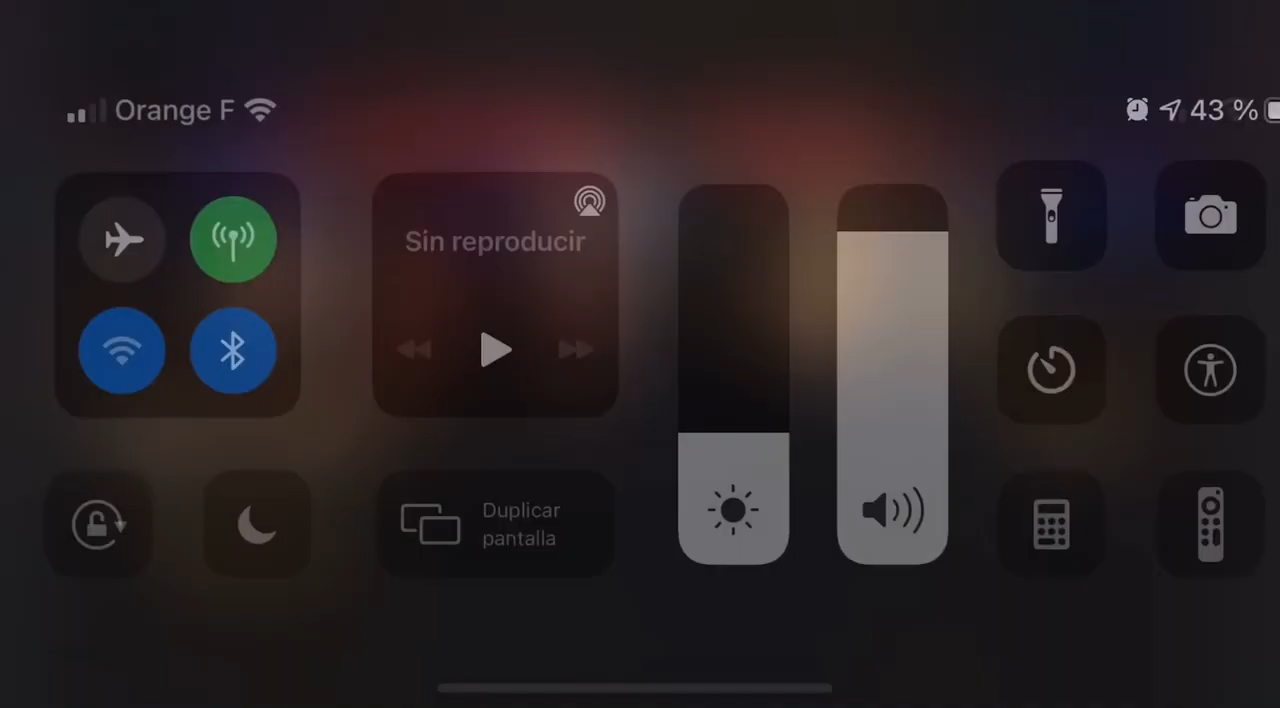 Orange F
43 %
Sin reproducir
Duplicar
pantalla